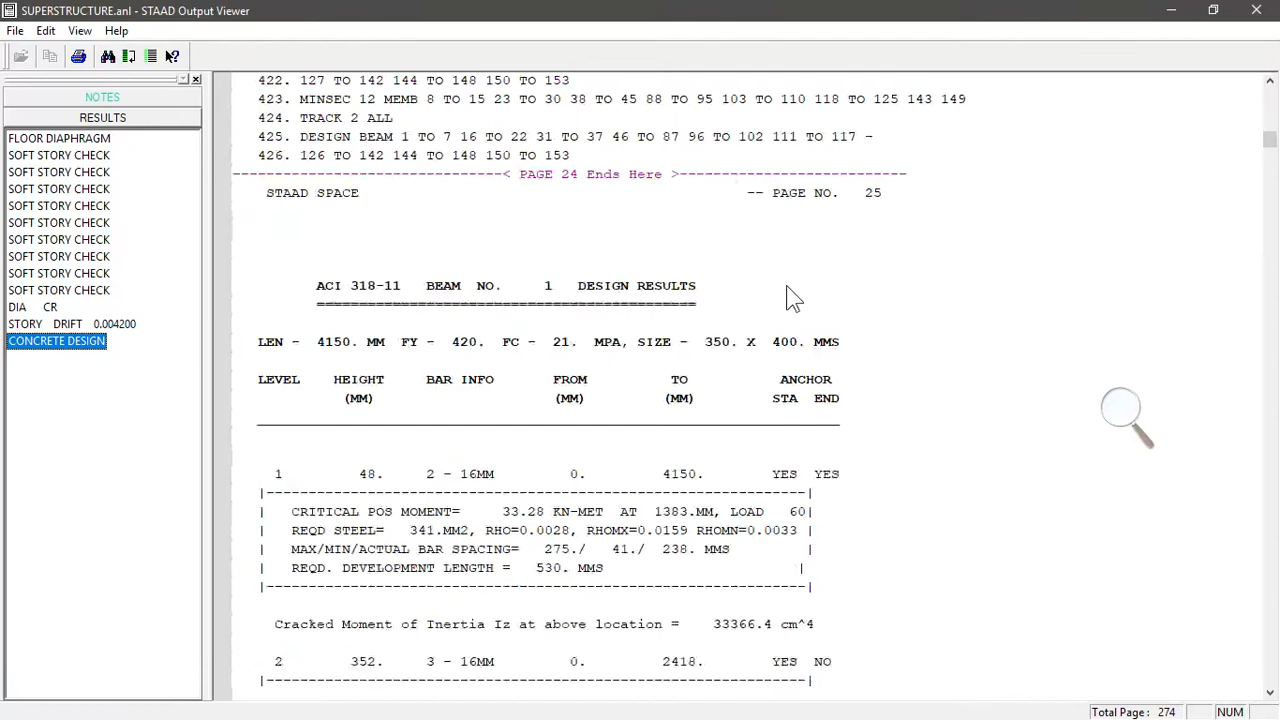 SUPERSTRUCTURE.anl - STAAD Output Viewer
File Edit View Help
NOTES
RESULTS
FLOOR DIAPHRAGM
SOFT STORY CHECK
SOFT STORY CHECK
SOFT STORY CHECK
SOFT STORY CHECK
SOFT STORY CHECK
SOFT STORY CHECK
SOFT STORY CHECK
SOFT STORY CHECK
SOFT STORY CHECK
DIA CR
STORY DRIFT 0.004200
CONCRETE DESIGN
422. 127 TO 142 144 TO 148 150 TO 153
423. MINSEC 12 MEMB 8 TO 15 23 TO 30 38 TO 45 88 TO 95 103 TO 110 118 TO 125 143 149
424. TRACK 2 ALL
425. DESIGN BEAM 1 TO 7 16 TO 22 31 TO 37 46 TO 87 96 TO 102 111 TO 117 -
426. 126 TO 142 144 TO 148 150 TO 153
< PAGE 24 Ends Here >
STAAD SPACE -- PAGE NO. 25
ACI 318-11 BEAM NO. 1 DESIGN RESULTS
LEN - 4150. MM FY - 420. FC - 21. MPA, SIZE - 350. X 400. MMS
LEVEL HEIGHT BAR INFO FROM TO ANCHOR
(MM) (MM) (MM) STA END
1 48. 2 - 16MM 0. 4150. YES YES
CRITICAL POS MOMENT= 33.28 KN-MET AT 1383.MM, LOAD 60|
REQD STEEL= 341.MM2, RHO=0.0028, RHOMX=0.0159 RHOMN=0.0033 |
MAX/MIN/ACTUAL BAR SPACING= 275./ 41./ 238. MMS |
REQD. DEVELOPMENT LENGTH = 530. MMS |
Cracked Moment of Inertia Iz at above location = 33366.4 cm^4
2 352. 3 - 16MM 0. 2418. YES NO
Total Page : 274 NUM